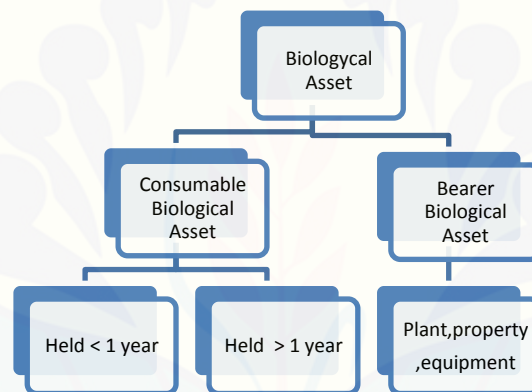 Biologycal
Asset
Consumable
Biological
Asset
Bearer
Biological
Asset
Held < 1 year
Held > 1 year
Plant,property
,equipment